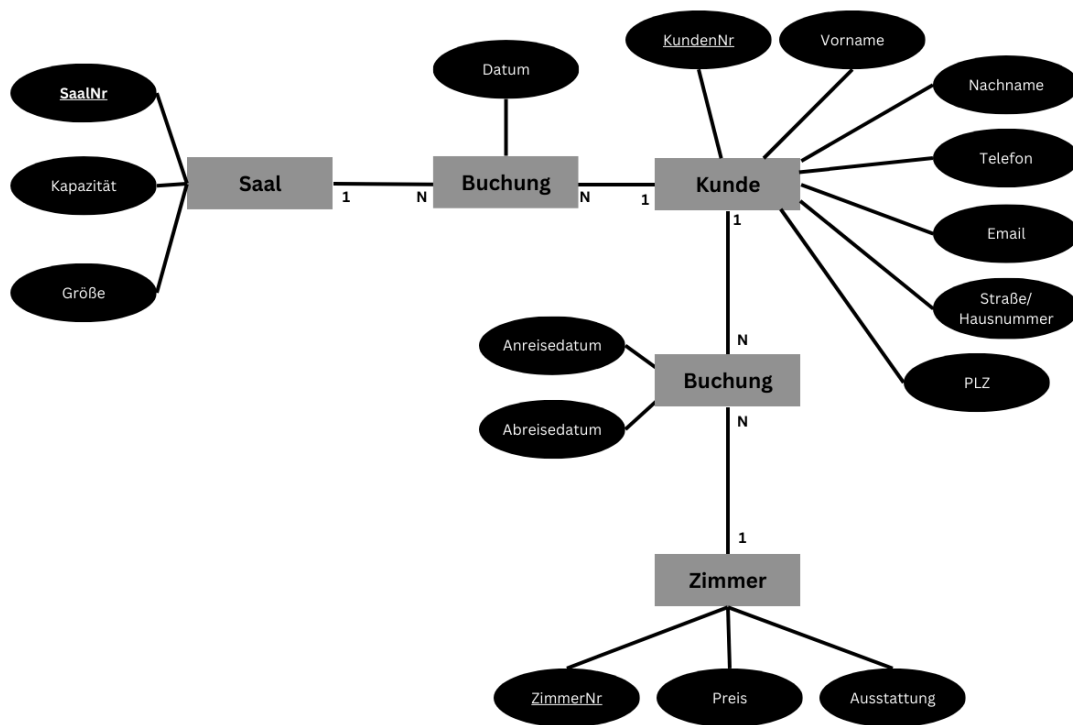 KundenNr
Vorname
Datum
SaalNr
Nachname
Telefon
Kapazität
Saal
Buchung
Kunde
1
N
N
1
1
Email
Größe
Straße/
Hausnummer
Anreisedatum
N
Buchung
PLZ
Abreisedatum
N
1
Zimmer
ZimmerNr
Preis
Ausstattung